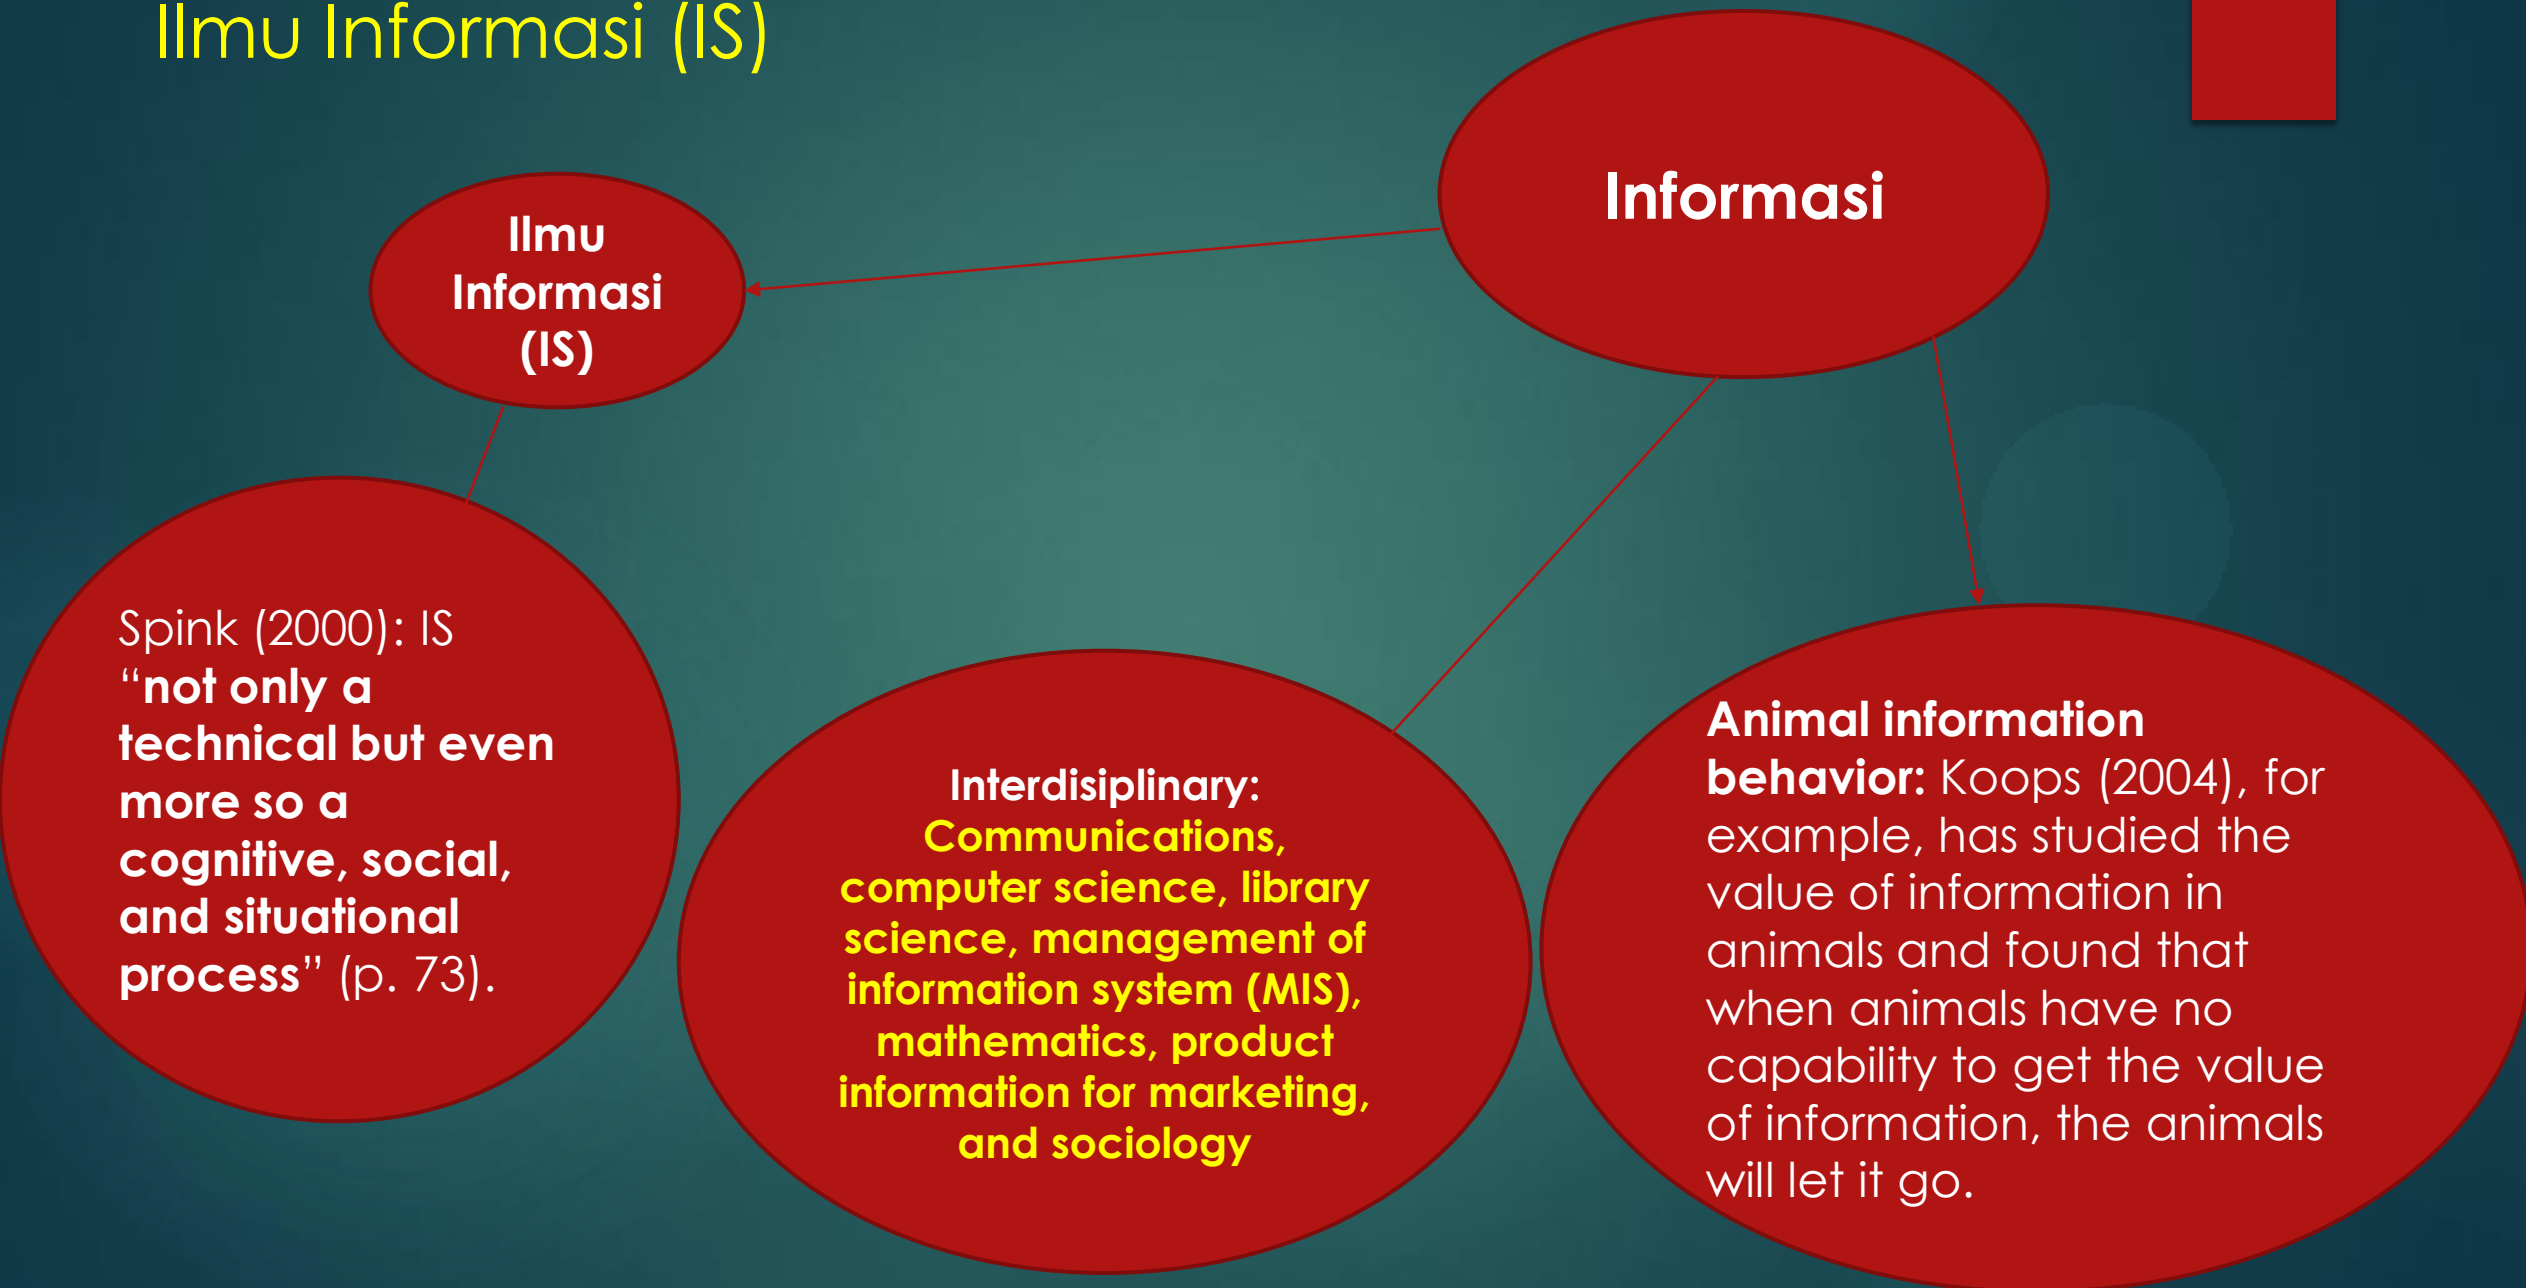 Ilmu Informasi (IS)
Informasi
Ilmu
Informasi
(IS)
Spink (2000): IS
“not only a
technical but even
more so a
cognitive, social,
and situational
process” (p. 73).
Interdisiplinary:
Communications,
computer science, library
science, management of
information system (MIS),
mathematics, product
information for marketing,
and sociology
Animal information
behavior: Koops (2004), for
example, has studied the
value of information in
animals and found that
when animals have no
capability to get the value
of information, the animals
will let it go.